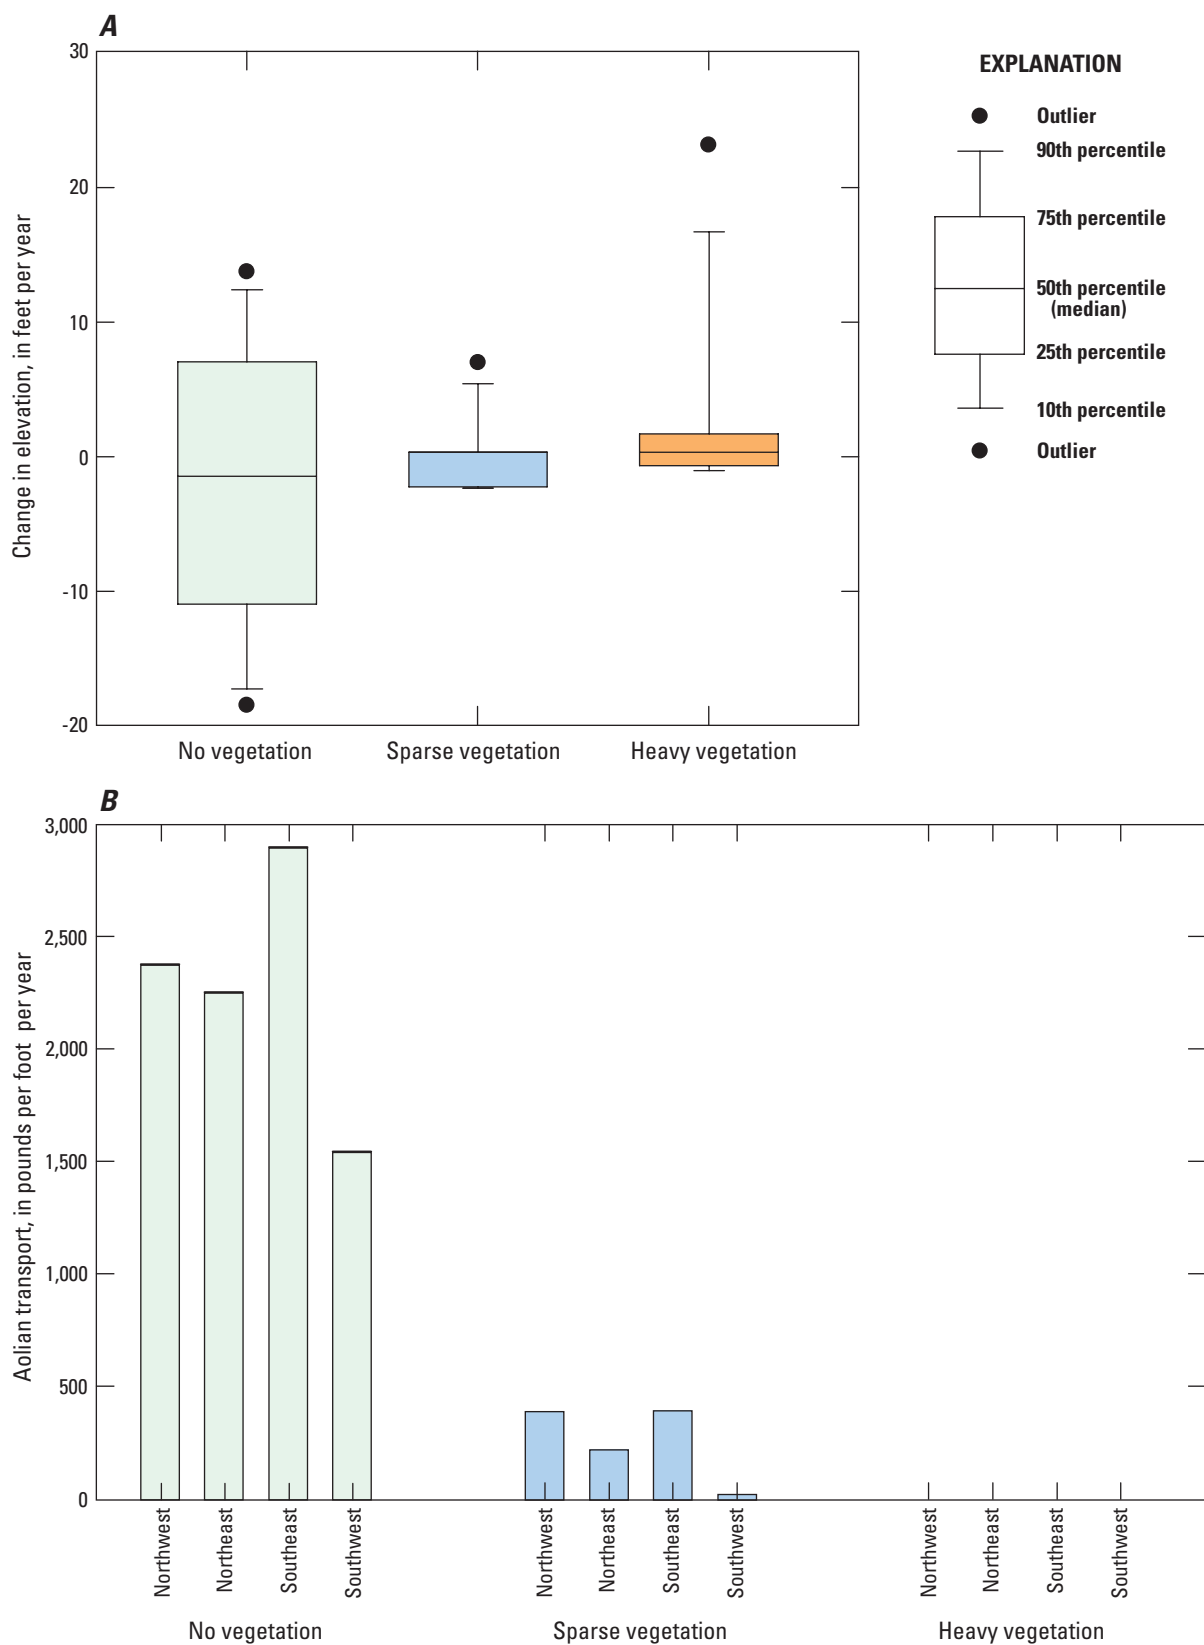 A
30
20
10
0
-10
-20
Change in elevation, in feet per year
No vegetation
Sparse vegetation
Heavy vegetation
EXPLANATION
Outlier
90th percentile
75th percentile
50th percentile
(median)
25th percentile
10th percentile
Outlier
B
3,000
2,500
2,000
1,500
1,000
500
0
Aolian transport, in pounds per foot per year
Northwest
Northeast
Southeast
Southwest
Northwest
Northeast
Southeast
Southwest
Northwest
Northeast
Southeast
Southwest
No vegetation
Sparse vegetation
Heavy vegetation